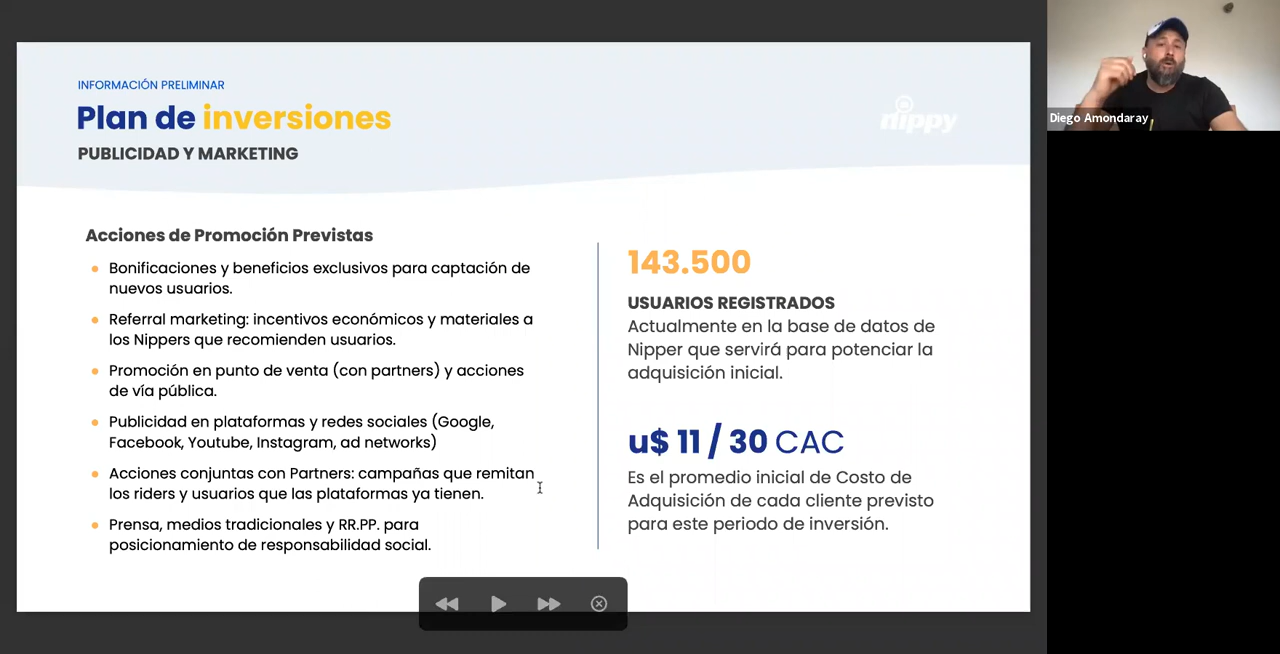 INFORMACIÓN PRELIMINAR
Plan de inversiones
PUBLICIDAD Y MARKETING
nippy
Acciones de Promoción Previstas
Bonificaciones y beneficios exclusivos para captación de
nuevos usuarios.
Referral marketing: incentivos económicos y materiales a
los Nippers que recomienden usuarios.
Promoción en punto de venta (con partners) y acciones
de vía pública.
Publicidad en plataformas y redes sociales (Google,
Facebook, Youtube, Instagram, ad networks)
Acciones conjuntas con Partners: campañas que remitan
los riders y usuarios que las plataformas ya tienen.
Prensa, medios tradicionales y RR.PP. para
posicionamiento de responsabilidad social.
143.500
USUARIOS REGISTRADOS
Actualmente en la base de datos de
Nipper que servirá para potenciar la
adquisición inicial.
u$ 11 / 30 CAC
Es el promedio inicial de Costo de
Adquisición de cada cliente previsto
para este periodo de inversión.
Diego Amondaray